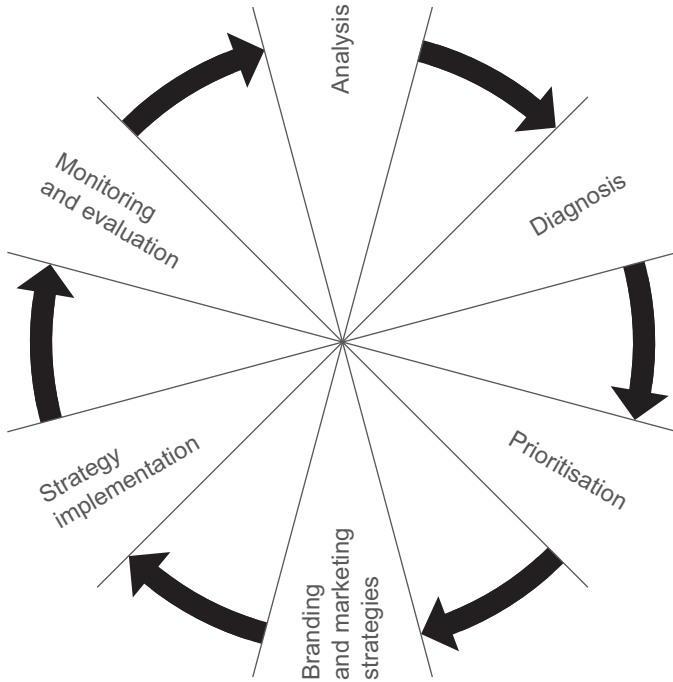 Analysis
Diagnosis
Prioritisation
Branding
and marketing
strategies
Strategy
implementation
Monitoring
and evaluation